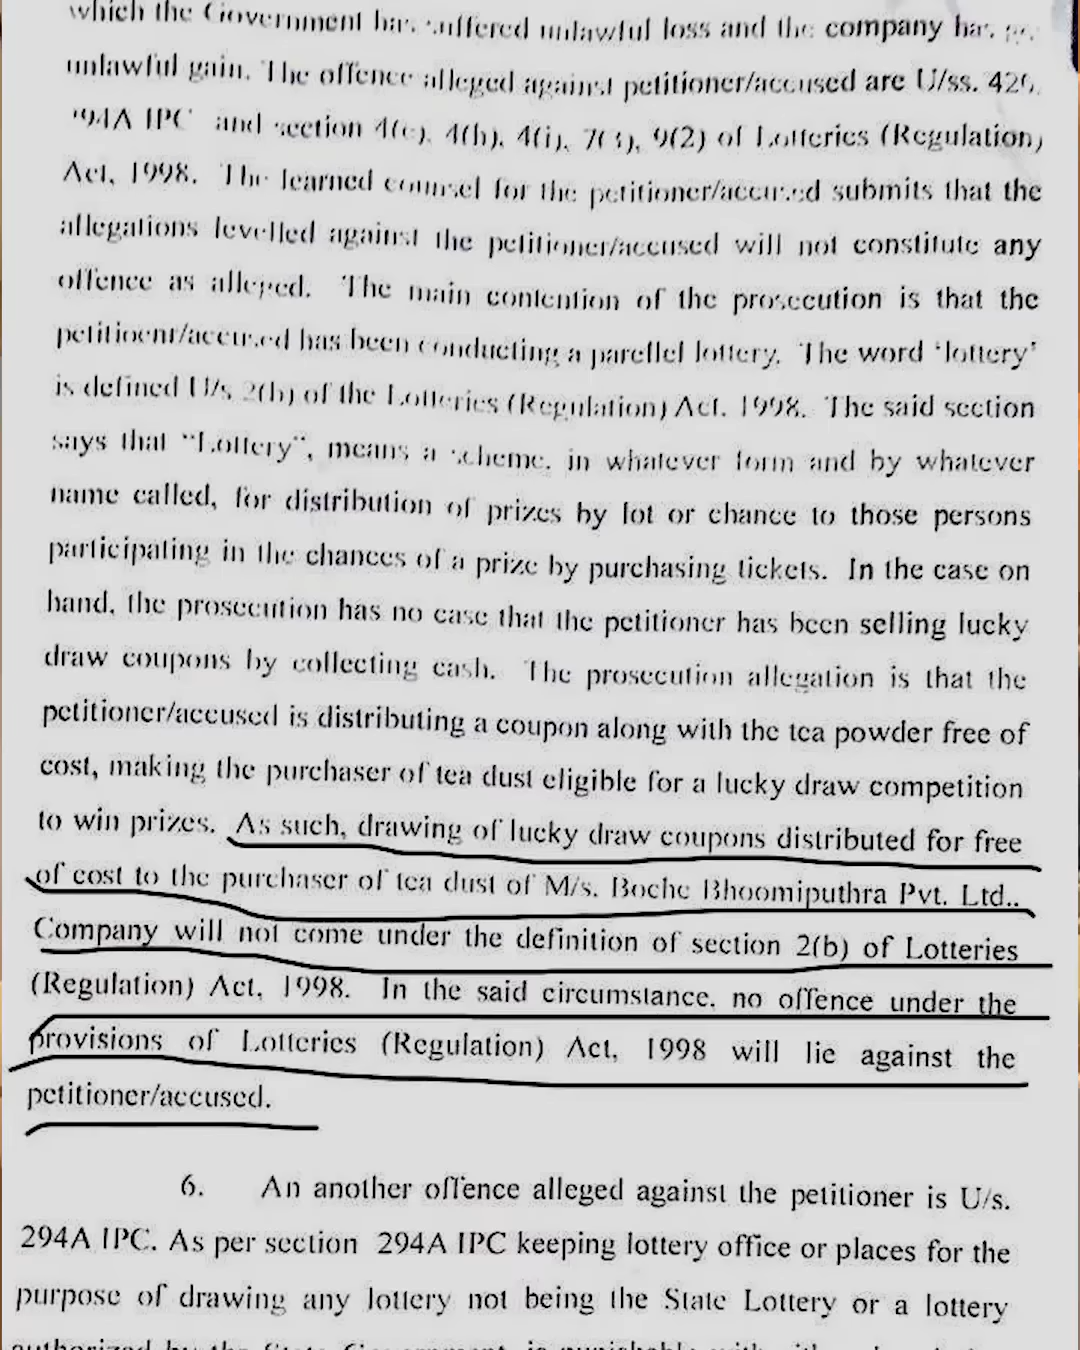 which the Government has suffered unlawful loss and the company has
unlawful gain. The offence alleged against petitioner/accused are U/ss. 420,
294A IPC and section 4(c), 4(h), 4(i), 7(3), 9(2) of Lotteries (Regulation)
Act, 1998. The learned counsel for the petitioner/accused submits that the
allegations levelled against the petitioner/accused will not constitute any
offence as alleged. The main contention of the prosecution is that the
petitioent/accused has been conducting a pareflel lottery. The word 'lottery'
is defined U/s 2(b) of the Lotteries (Regulation) Act. 1998. The said section
says that "Lottery", means a scheme, in whatever form and by whatever
name called, for distribution of prizes by lot or chance to those persons
participating in the chances of a prize by purchasing tickets. In the case on
hand, the prosecution has no case that the petitioner has been selling lucky
draw coupons by collecting cash. The prosecution allegation is that the
petitioner/accused is distributing a coupon along with the tea powder free of
cost, making the purchaser of tea dust eligible for a lucky draw competition
to win prizes. As such, drawing of lucky draw coupons distributed for free
of cost to the purchaser of tea dust of M/s. Boche Bhoomiputhra Pvt. Ltd..
Company will not come under the definition of section 2(b) of Lotteries
(Regulation) Act, 1998. In the said circumstance, no offence under the
provisions of Lotteries (Regulation) Act, 1998 will lie against the
petitioner/accused.
6. An another offence alleged against the petitioner is U/s.
294A IPC. As per section 294A IPC keeping lottery office or places for the
purpose of drawing any lottery not being the State Lottery or a lottery
authorized by the State Government, is punishable with